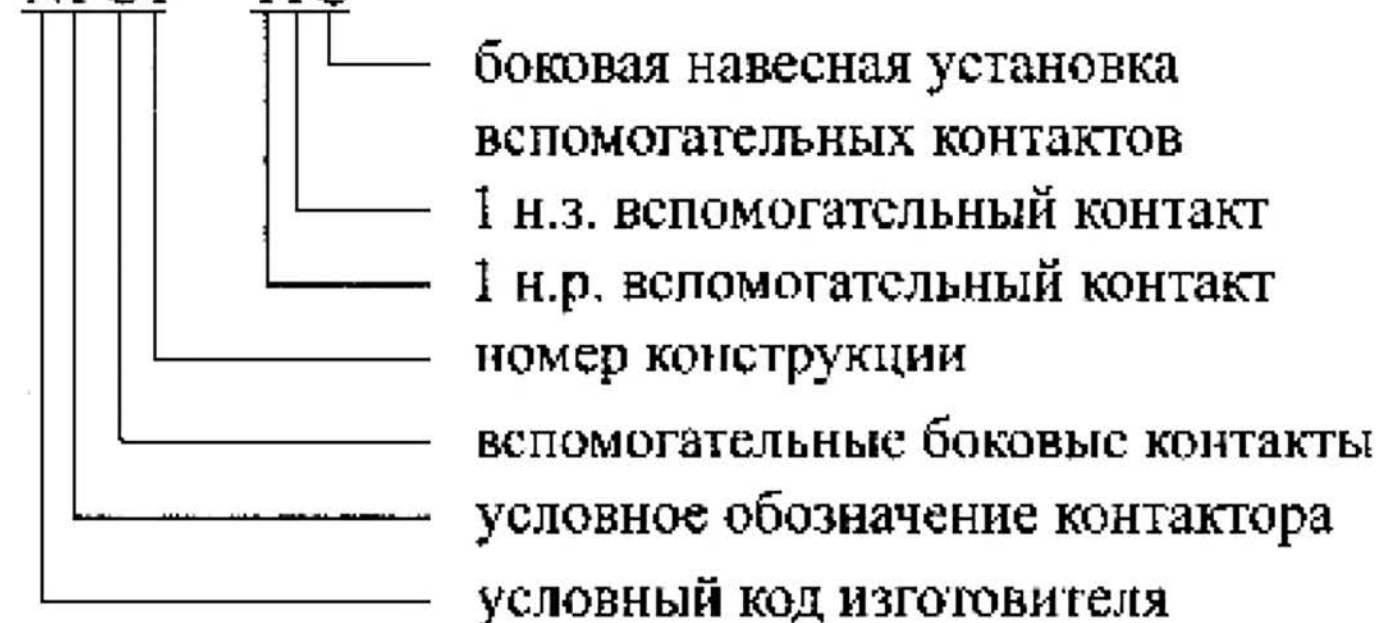 боковая навесная установка
вспомогательных контактов
1 н.з. вспомогательный контакт
1 н.р. вспомогательный контакт
номер конструкции
вспомогательные боковые контакты
условное обозначение контактора
условный код изготовителя